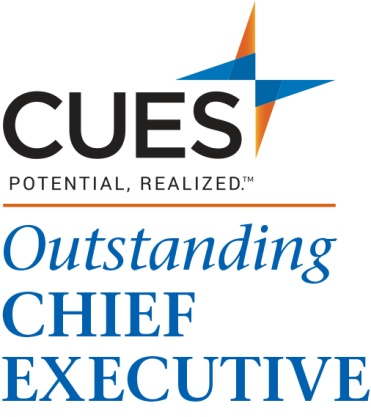 CUES
POTENTIAL, REALIZED.™
Outstanding
CHIEF
EXECUTIVE